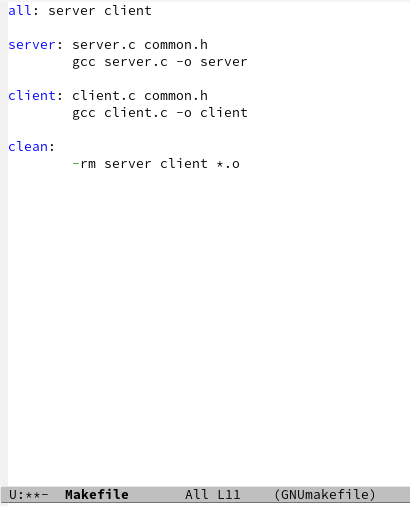 all: server client
server: server.c common.h
gcc server.c -o server
client: client.c common.h
gcc client.c -o client
clean:
-rm server client *.o
U:**-  Makefile       All L11    (GNUmakefile)